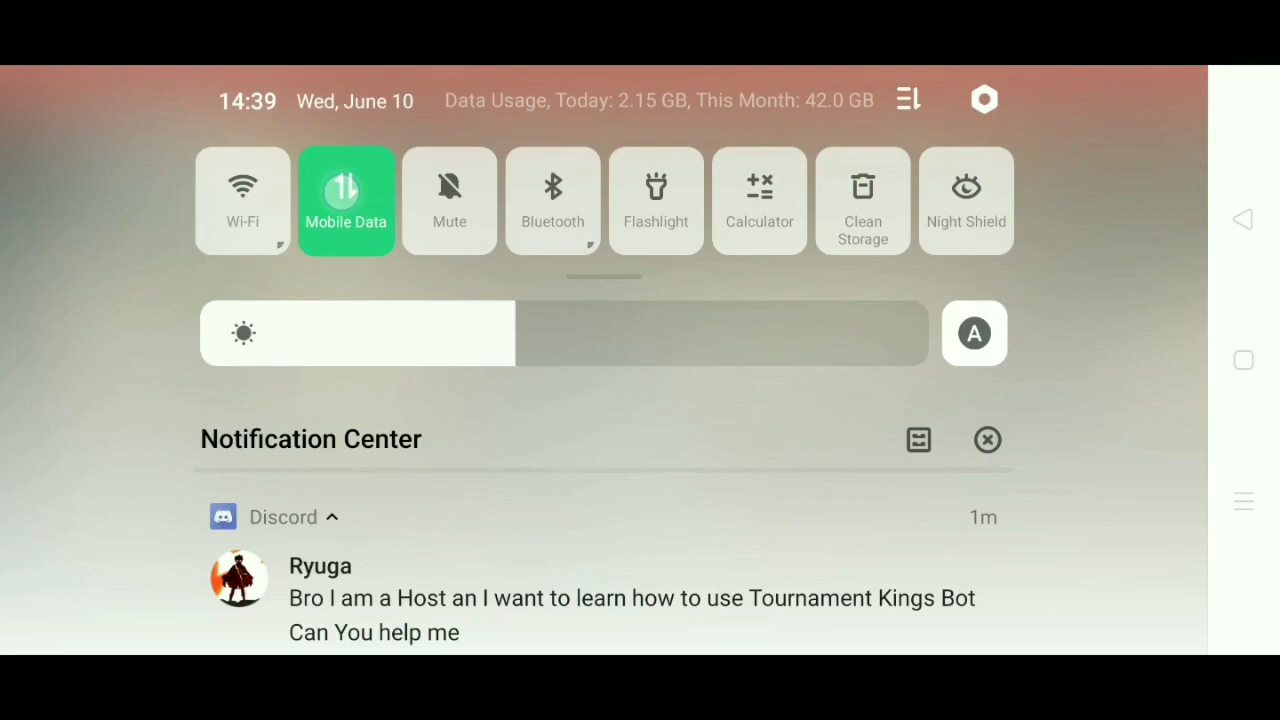 14:39 Wed, June 10 Data Usage, Today: 2.15 GB, This Month: 42.0 GB
Wi-Fi
Mobile Data
Mute
Bluetooth
Flashlight
Calculator
Clean
Storage
Night Shield
A
Notification Center
Discord 1m
Ryuga
Bro I am a Host an I want to learn how to use Tournament Kings Bot
Can You help me